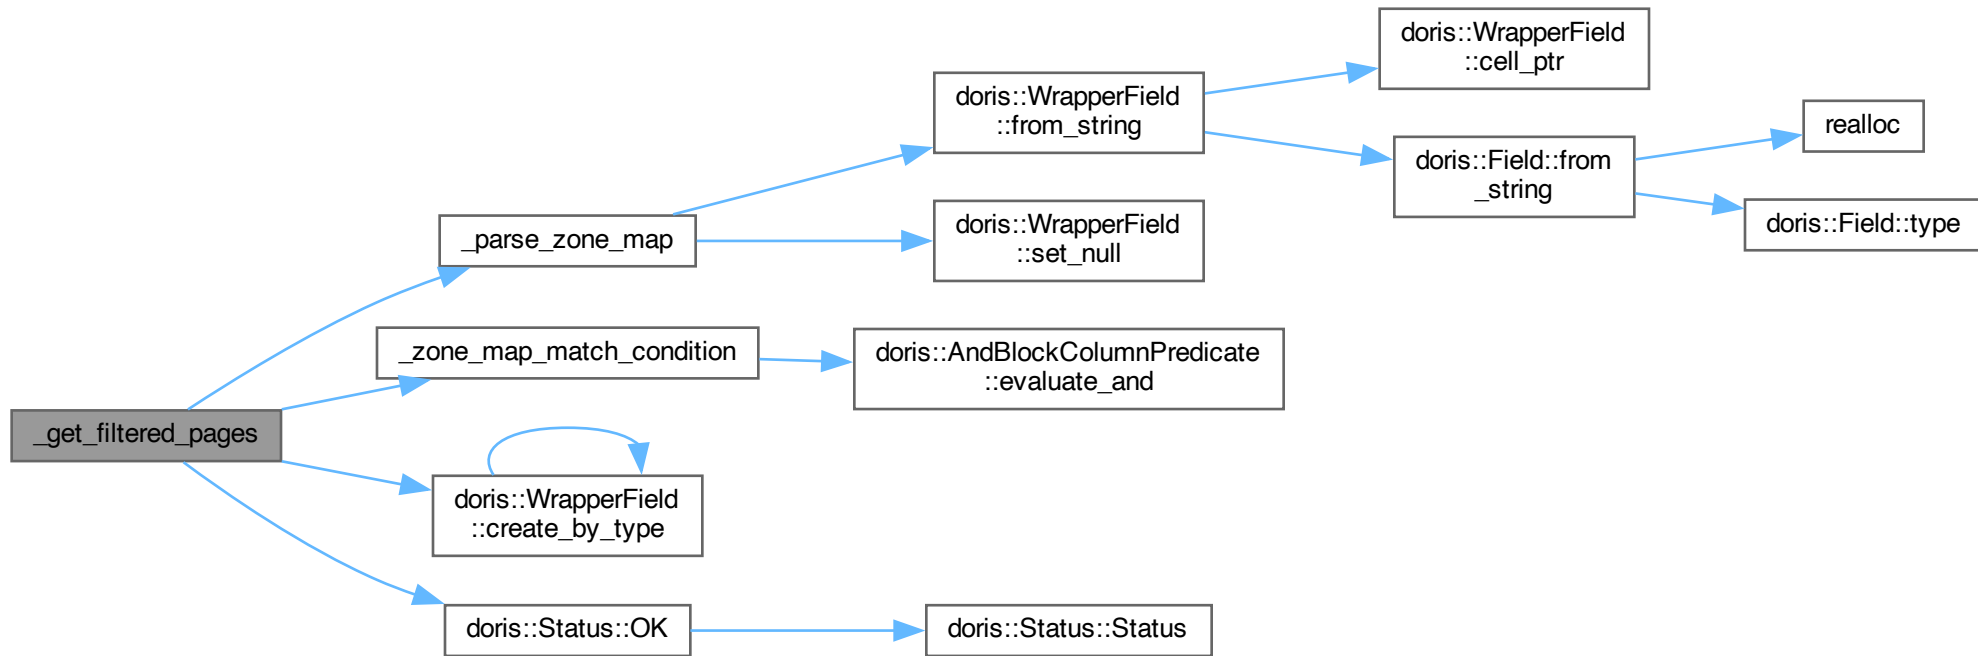 doris::WrapperField
::cell_ptr
doris::WrapperField
::from_string
realloc
doris::Field::from
_string
doris::Field::type
_parse_zone_map
doris::WrapperField
::set_null
_zone_map_match_condition
doris::AndBlockColumnPredicate
::evaluate_and
_get_filtered_pages
doris::WrapperField
::create_by_type
doris::Status::OK
doris::Status::Status